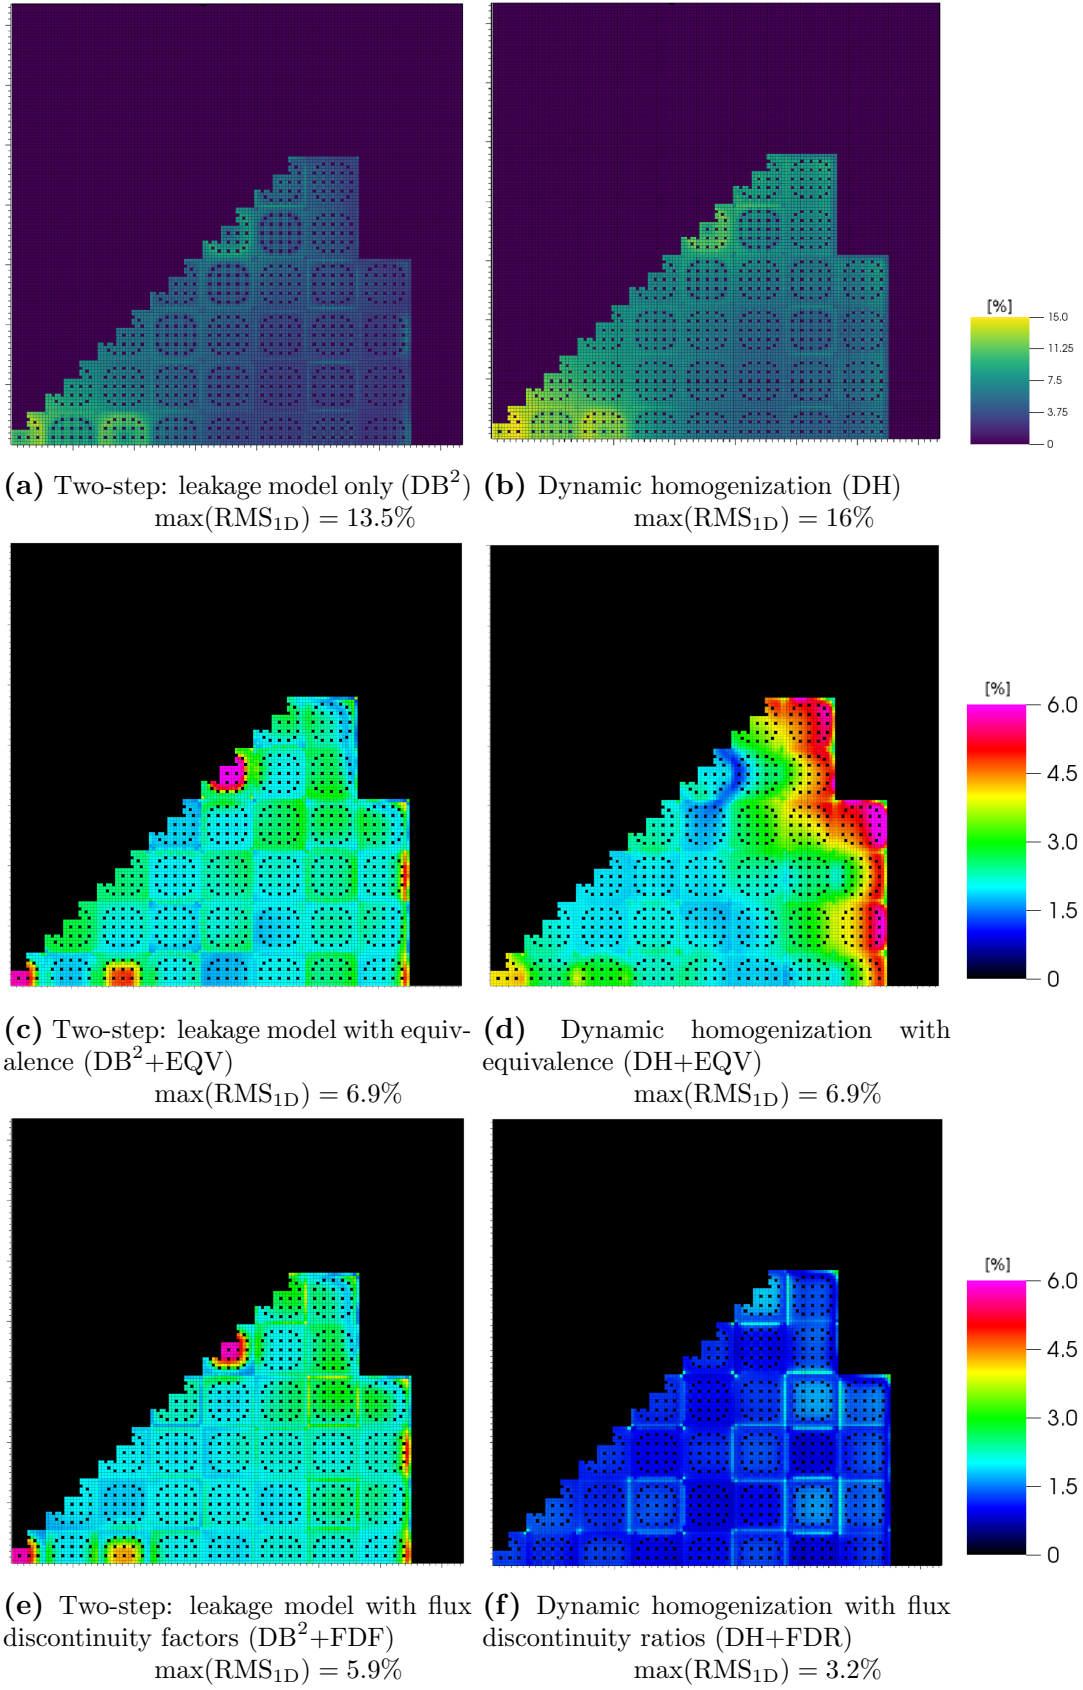 [%]
15.0
11.25
7.5
3.75
0
(a) Two-step: leakage model only (DB²)
max(RMS₁D) = 13.5%
(b) Dynamic homogenization (DH)
max(RMS₁D) = 16%
[%]
6.0
4.5
3.0
1.5
0
(c) Two-step: leakage model with equiv-
alence (DB²+EQV)
max(RMS₁D) = 6.9%
(d) Dynamic homogenization with
equivalence (DH+EQV)
max(RMS₁D) = 6.9%
[%]
6.0
4.5
3.0
1.5
0
(e) Two-step: leakage model with flux
discontinuity factors (DB²+FDF)
max(RMS₁D) = 5.9%
(f) Dynamic homogenization with flux
discontinuity ratios (DH+FDR)
max(RMS₁D) = 3.2%